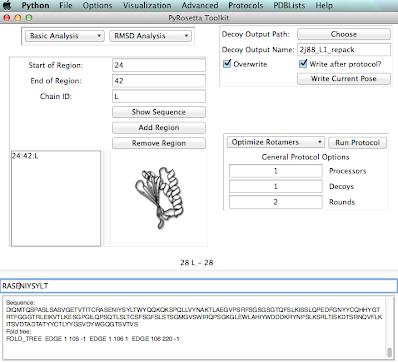 Python File Options Visualization Advanced Protocols PDBLists
PyRosetta Toolkit
Basic Analysis RMSD Analysis
Decoy Output Path: Choose
Decoy Output Name: 2j88_L1_repack
Overwrite Write after protocol?
Write Current Pose
Start of Region: 24
End of Region: 42
Chain ID: L
Show Sequence
Add Region
Remove Region
24:42:L
Optimize Rotamers Run Protocol
General Protocol Options
1 Processors
1 Decoys
2 Rounds
28 L - 28
RASENIYSYLT
Sequence:
DIQMTQSPASLSASVGETVTITCRASENIYSYLTWYQQKQKSPQLLVYNAKTLAEGVPSRFSGSGSGTQFSLKISSLQPEDFGNYYCQHHYGT
RTFGGGTRLEIKVTLKESGPGILQPSQTLSLTCSFSGFSLSTSGMGVSWIRQPSGKGLEWLAHIYWDDDKRYNPSLKSRLTISKDTSRNQVFLK
ITSVDTADTATYYCTLYYGSVDYWGQGTSVTVS
Fold tree:
FOLD_TREE EDGE 1 105 -1 EDGE 1 106 1 EDGE 106 220 -1